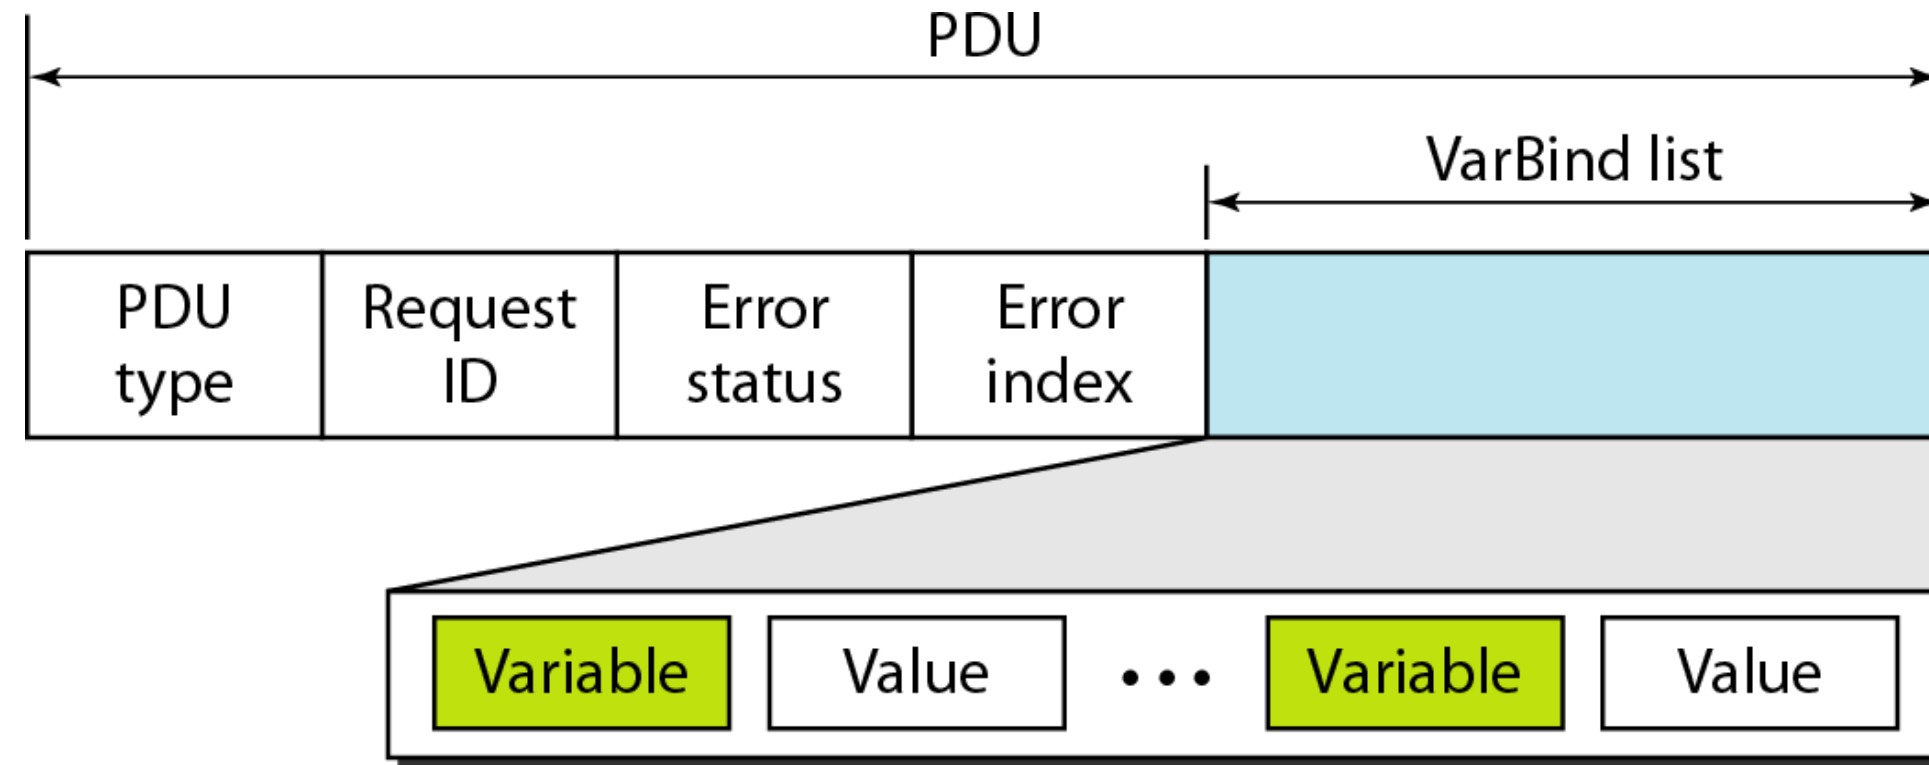 PDU
VarBind list
PDU
type
Request
ID
Error
status
Error
index
Variable
Value
...
Variable
Value